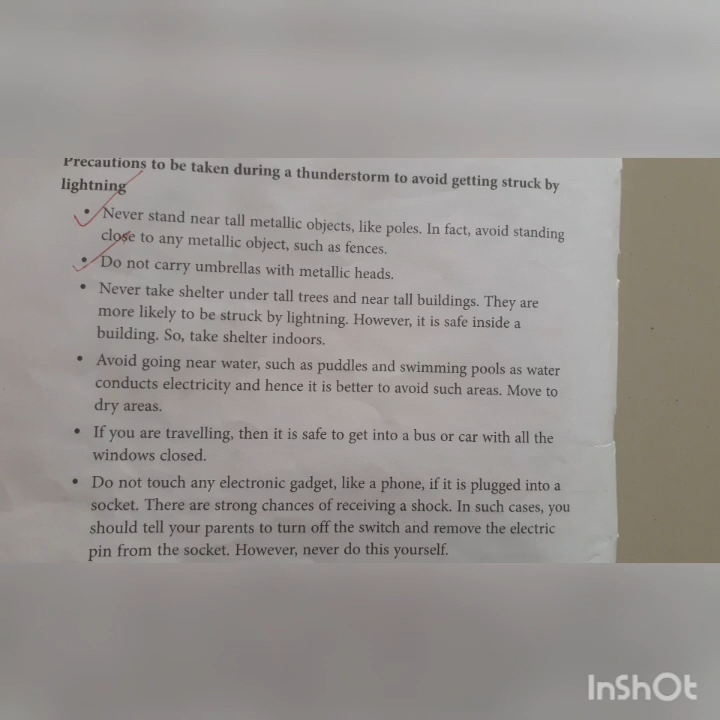 Precautions to be taken during a thunderstorm to avoid getting struck by
lightning
• Never stand near tall metallic objects, like poles. In fact, avoid standing
close to any metallic object, such as fences.
• Do not carry umbrellas with metallic heads.
• Never take shelter under tall trees and near tall buildings. They are
more likely to be struck by lightning. However, it is safe inside a
building. So, take shelter indoors.
• Avoid going near water, such as puddles and swimming pools as water
conducts electricity and hence it is better to avoid such areas. Move to
dry areas.
• If you are travelling, then it is safe to get into a bus or car with all the
windows closed.
• Do not touch any electronic gadget, like a phone, if it is plugged into a
socket. There are strong chances of receiving a shock. In such cases, you
should tell your parents to turn off the switch and remove the electric
pin from the socket. However, never do this yourself.
InShOt